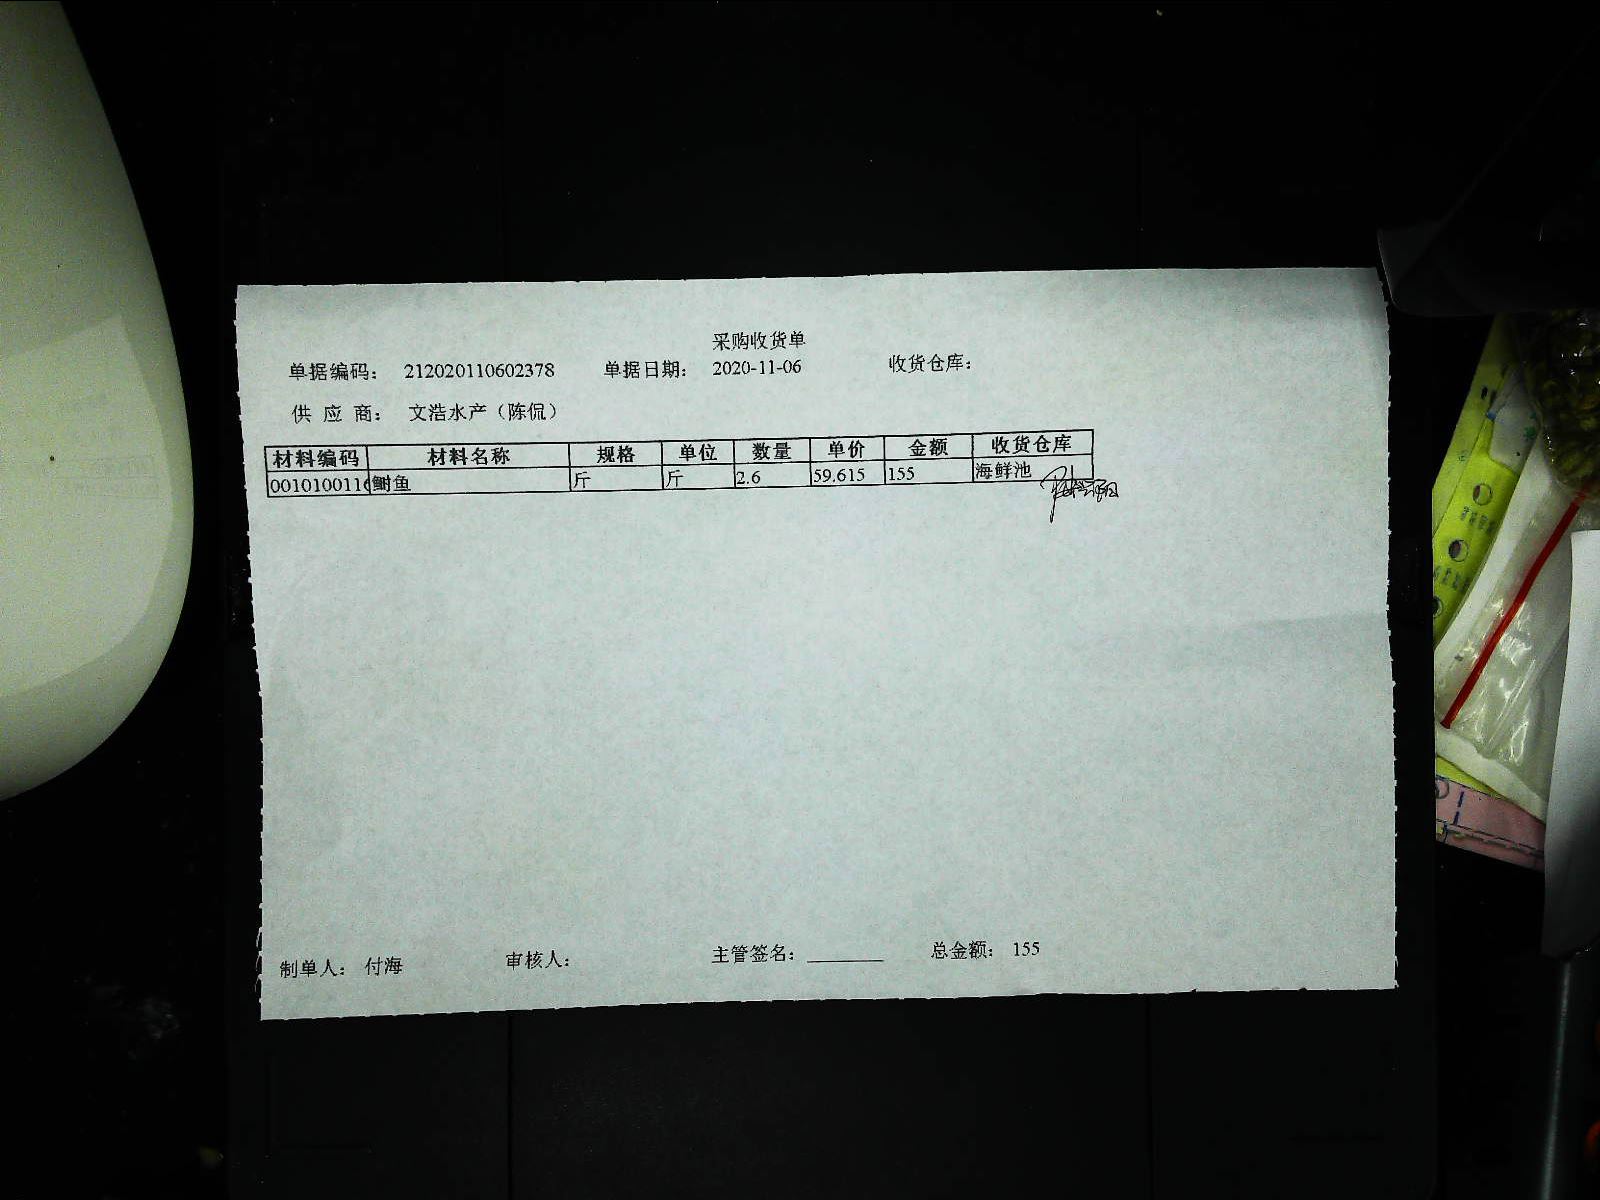 采购收货单
单据编码： 212020110602378 单据日期： 2020-11-06 收货仓库：
供 应 商： 文浩水产（陈侃）
材料编码 材料名称 规格 单位 数量 单价 金额 收货仓库
0010100116 鲥鱼 斤 斤 2.6 59.615 155 海鲜池
制单人： 付海 审核人： 主管签名： 总金额： 155